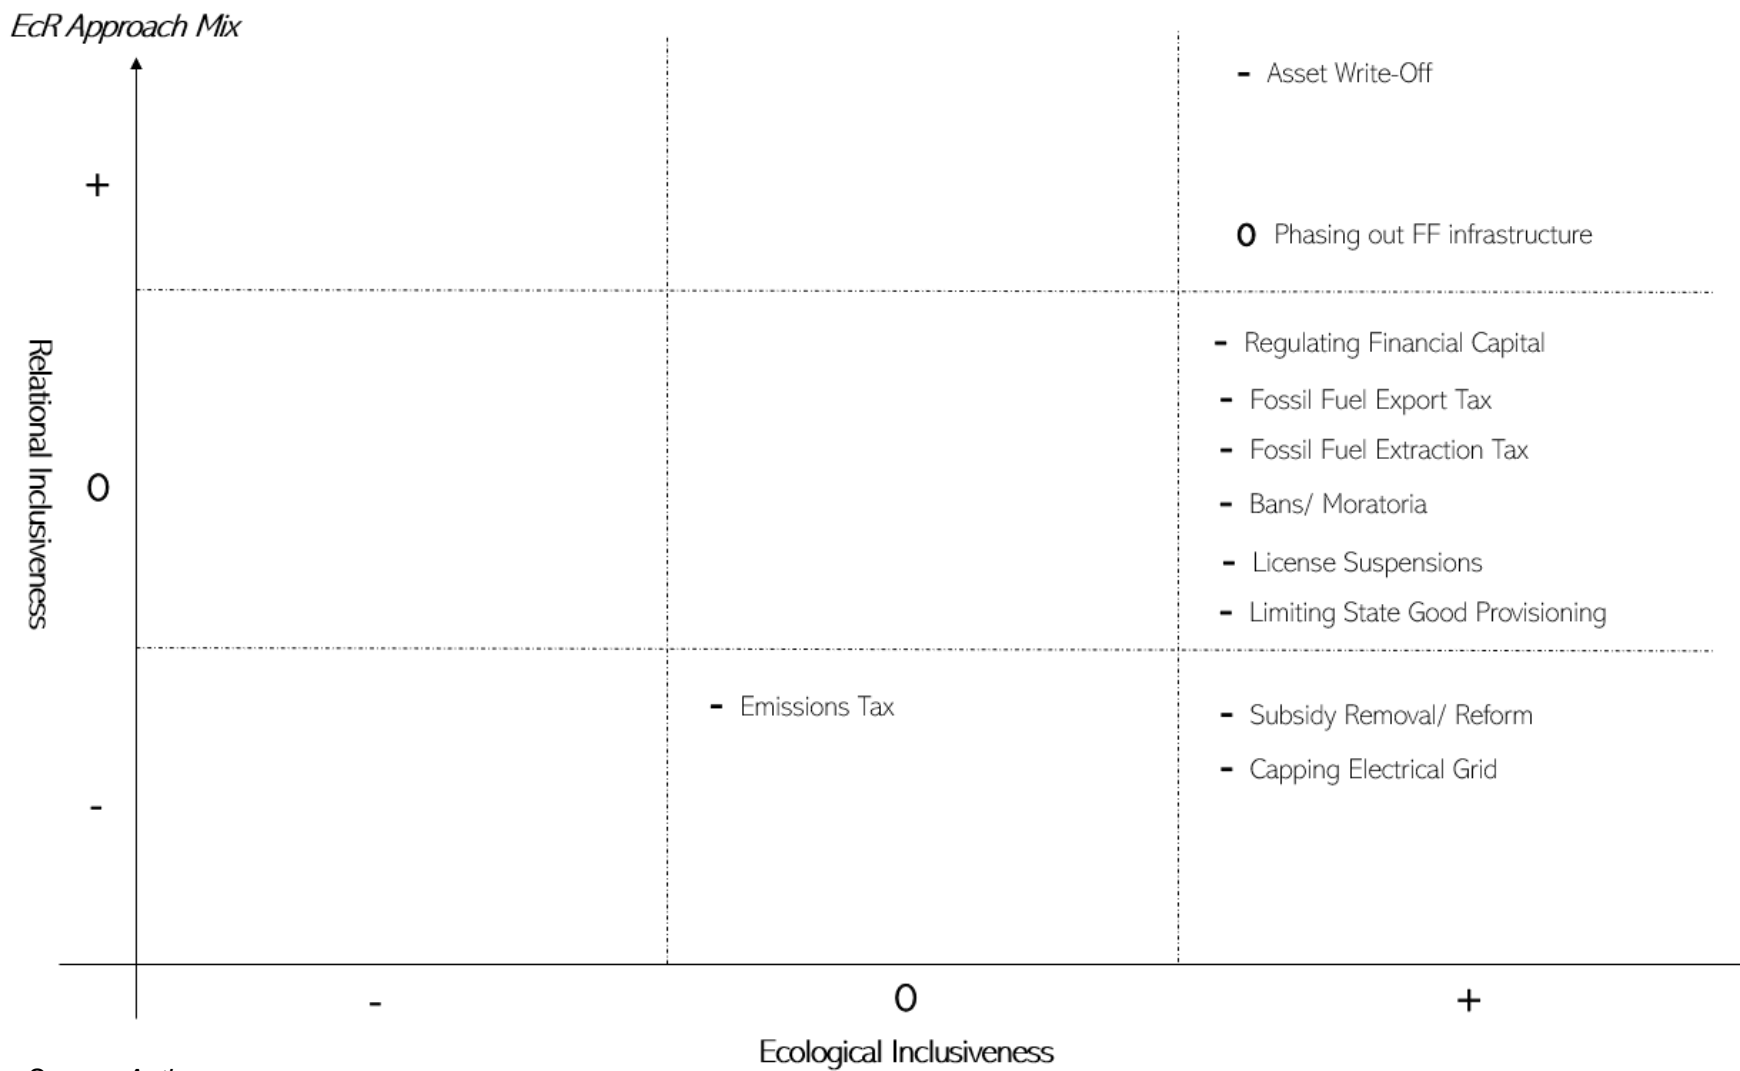 EcR Approach Mix
- Asset Write-Off
+
0 Phasing out FF infrastructure
- Regulating Financial Capital
- Fossil Fuel Export Tax
- Fossil Fuel Extraction Tax
Relational Inclusiveness
0
- Bans/ Moratoria
- License Suspensions
- Limiting State Good Provisioning
- Emissions Tax
- Subsidy Removal/ Reform
- Capping Electrical Grid
-
- 0 +
Ecological Inclusiveness